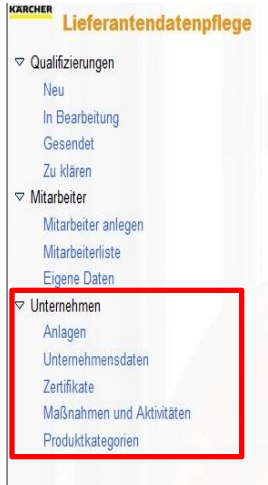 KÄRCHER
Lieferantendatenpflege
Qualifizierungen
Neu
In Bearbeitung
Gesendet
Zu klären
Mitarbeiter
Mitarbeiter anlegen
Mitarbeiterliste
Eigene Daten
Unternehmen
Anlagen
Unternehmensdaten
Zertifikate
Maßnahmen und Aktivitäten
Produktkategorien